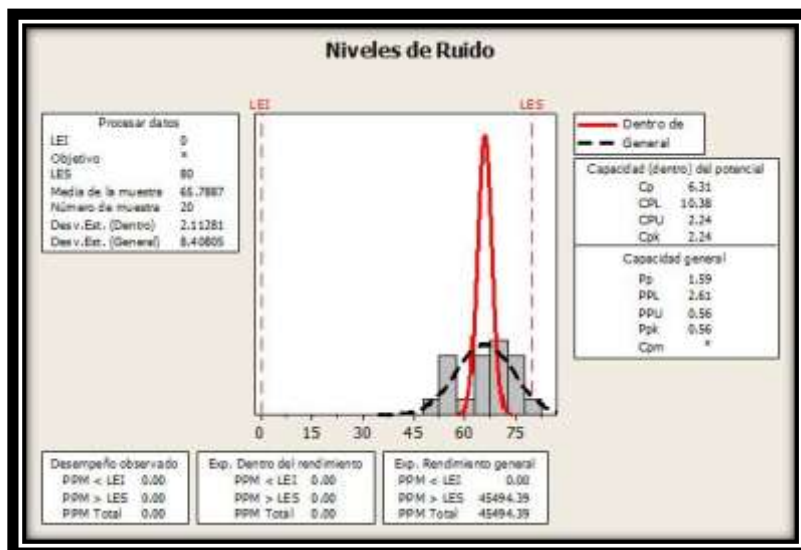 Niveles de Ruido
LEI
LES
Procesar datos
LEI 0
Objetivo *
LES 80
Media de la muestra 65.7887
Número de muestra 20
Desv.Est. (Dentro) 2.11281
Desv.Est. (General) 8.40805
Dentro de
General
Capacidad (dentro) del potencial
Cp 6.31
CPL 10.38
CPU 2.24
Cpk 2.24
Capacidad general
Pp 1.59
PPL 2.61
PPU 0.56
Ppk 0.56
Cpm *
0 15 30 45 60 75
Desempeño observado
PPM < LEI 0.00
PPM > LES 0.00
PPM Total 0.00
Exp. Dentro del rendimiento
PPM < LEI 0.00
PPM > LES 0.00
PPM Total 0.00
Exp. Rendimiento general
PPM < LEI 0.00
PPM > LES 45494.39
PPM Total 45494.39